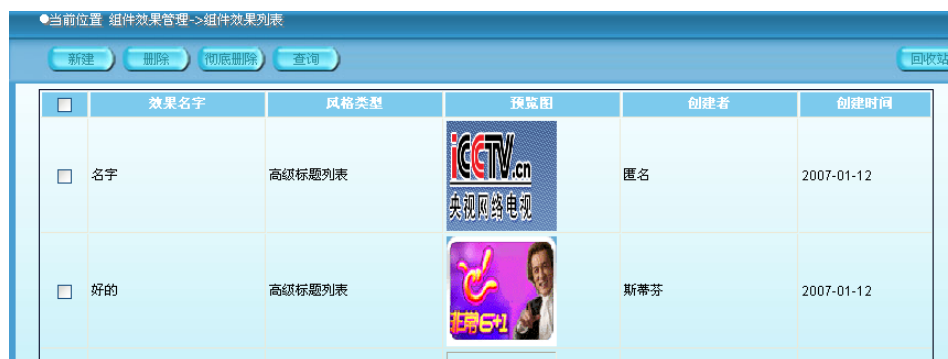 ●当前位置 组件效果管理->组件效果列表
新建 删除 彻底删除 查询 回收站
效果名字 风格类型 预览图 创建者 创建时间
iCCTV.cn
央视网络电视
名字 高级标题列表 匿名 2007-01-12
非常6+1
好的 高级标题列表 斯蒂芬 2007-01-12